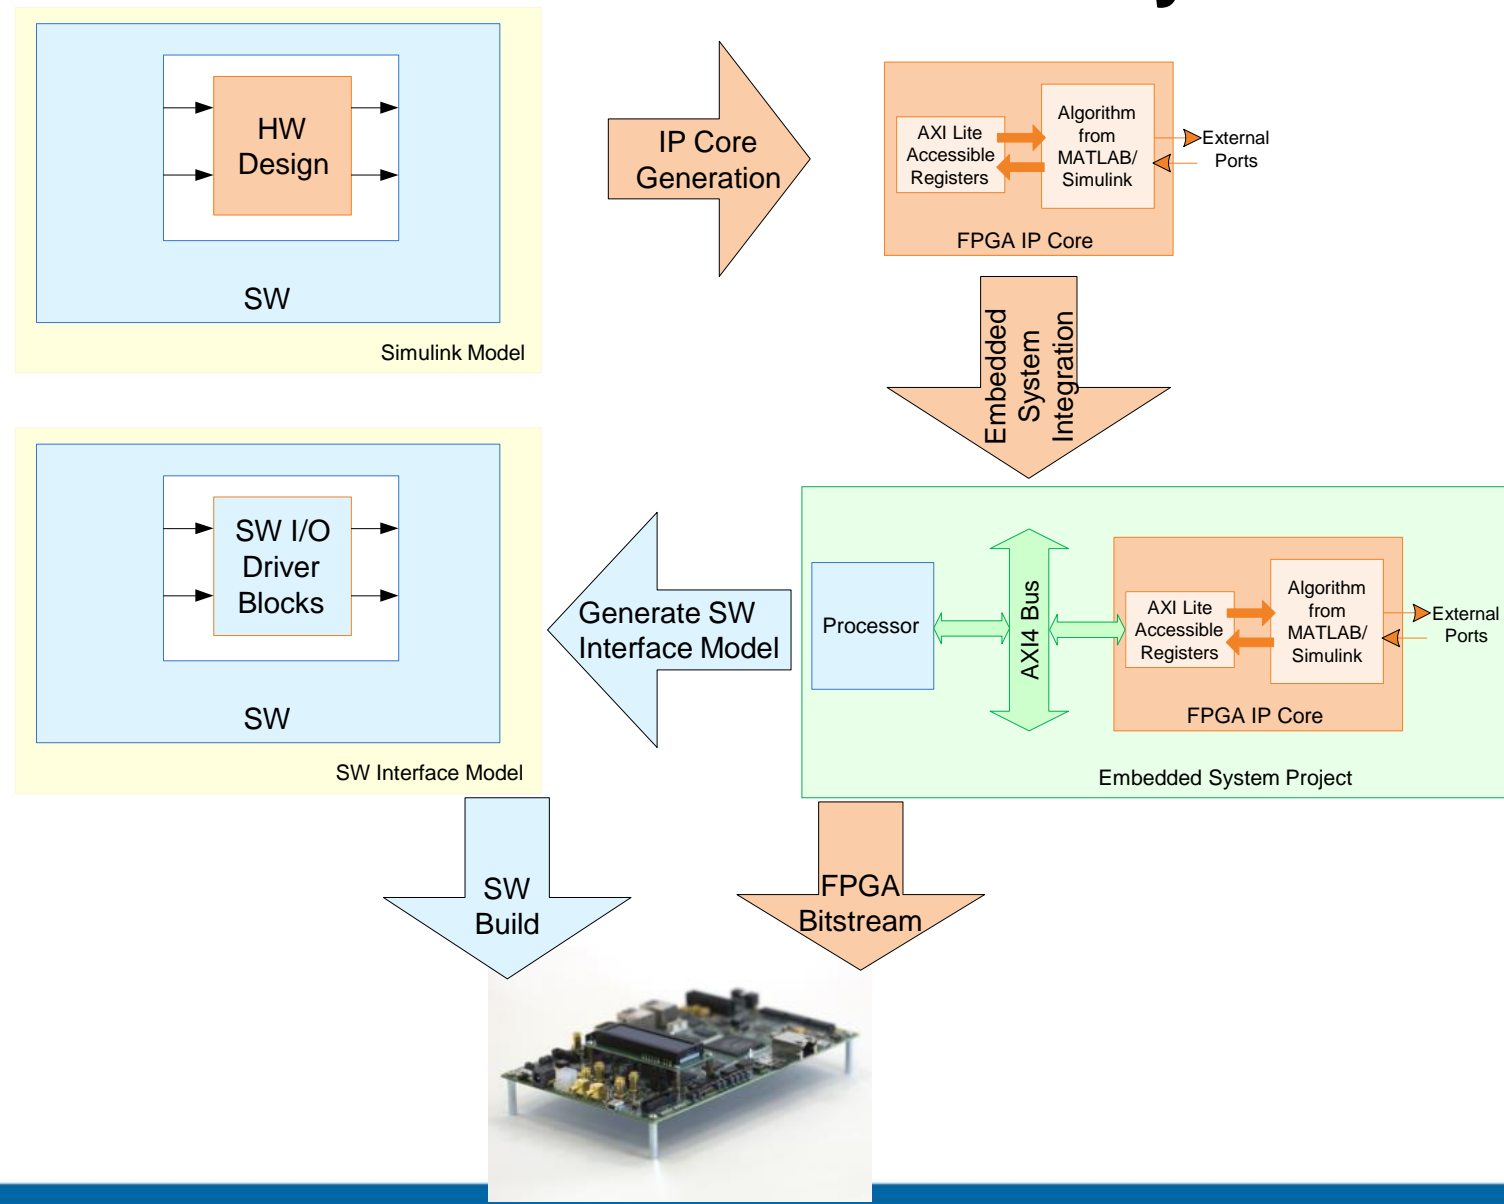 HW
Design
SW
Simulink Model
IP Core
Generation
AXI Lite
Accessible
Registers
Algorithm
from
MATLAB/
Simulink
External
Ports
FPGA IP Core
Embedded
System
Integration
SW I/O
Driver
Blocks
SW
SW Interface Model
Generate SW
Interface Model
Processor
AXI4 Bus
AXI Lite
Accessible
Registers
Algorithm
from
MATLAB/
Simulink
External
Ports
FPGA IP Core
Embedded System Project
SW
Build
FPGA
Bitstream